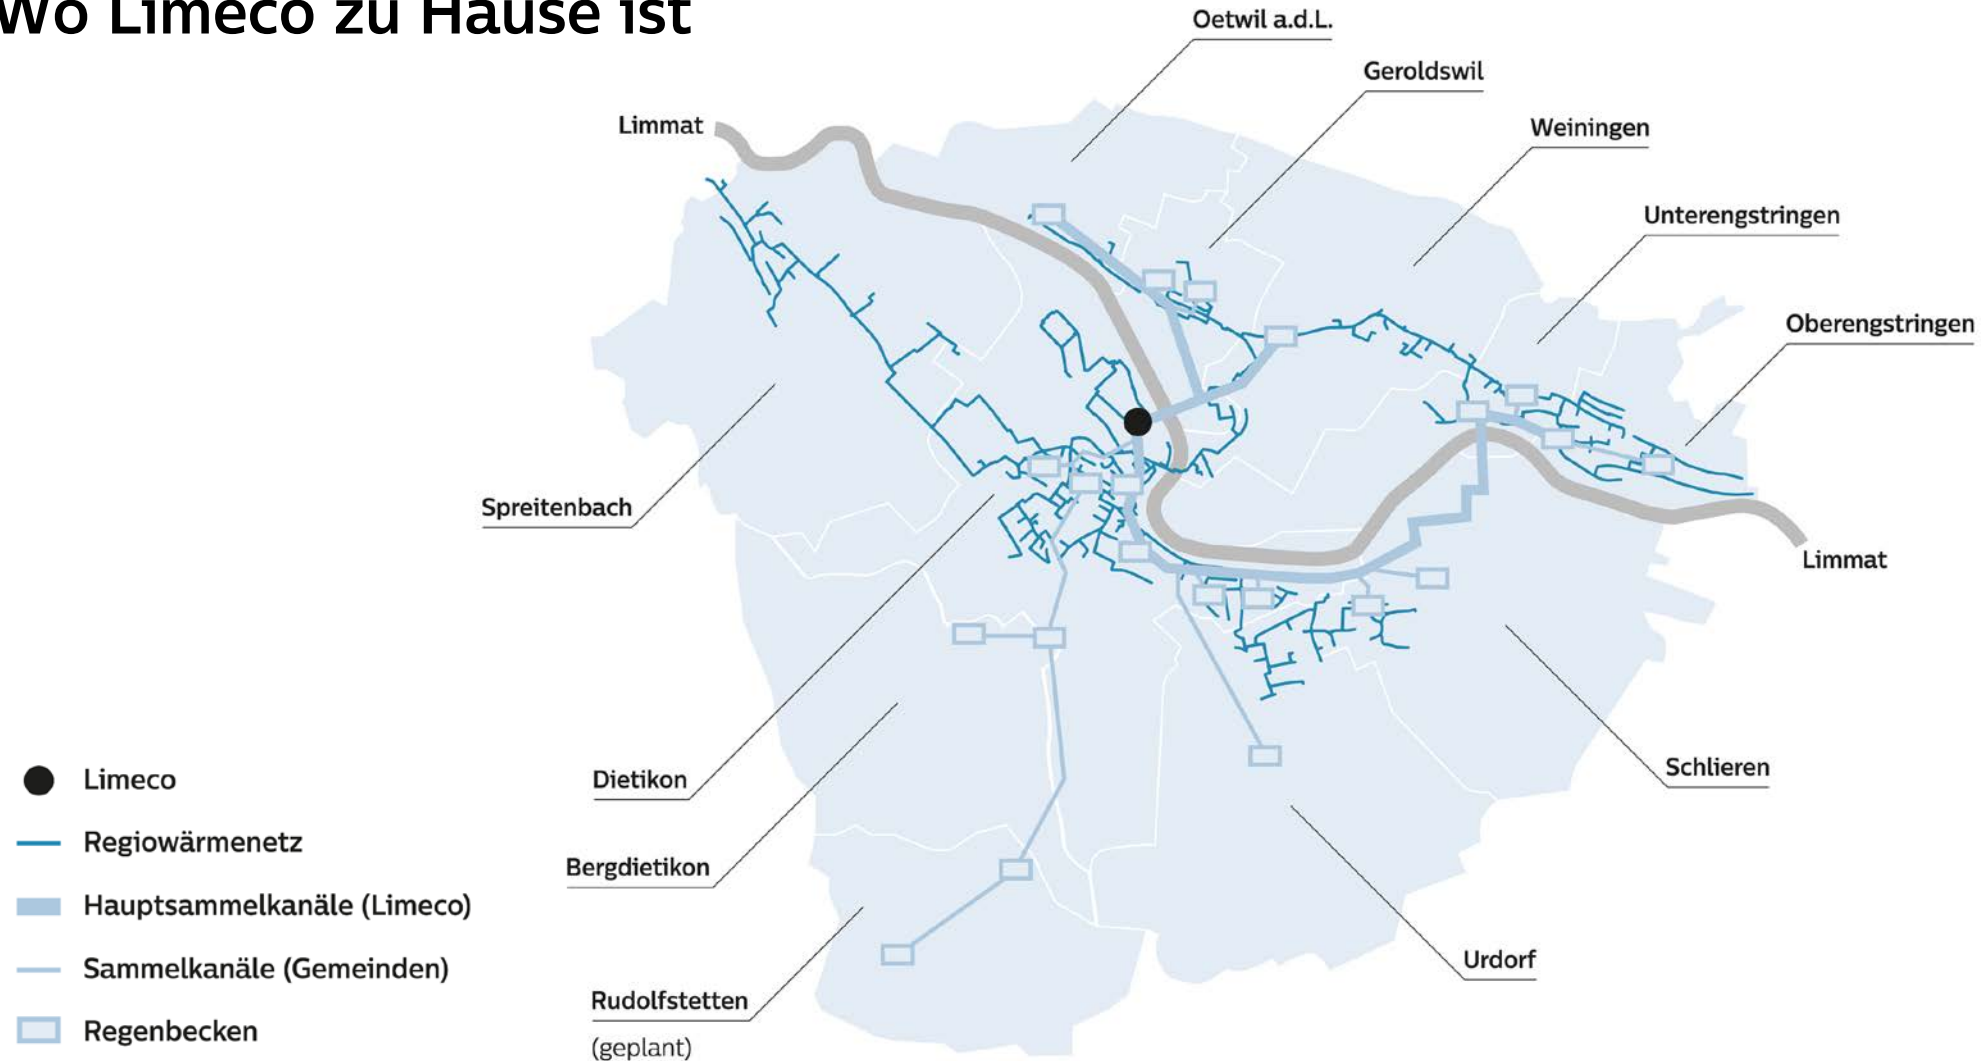 Wo Limeco zu Hause ist
Oetwil a.d.L.
Geroldswil
Limmat
Weiningen
Unterengstringen
Oberengstringen
Spreitenbach
Limmat
Dietikon
Schlieren
Bergdietikon
Urdorf
Rudolfstetten
(geplant)
Limeco
Regiowärmenetz
Hauptsammelkanäle (Limeco)
Sammelkanäle (Gemeinden)
Regenbecken